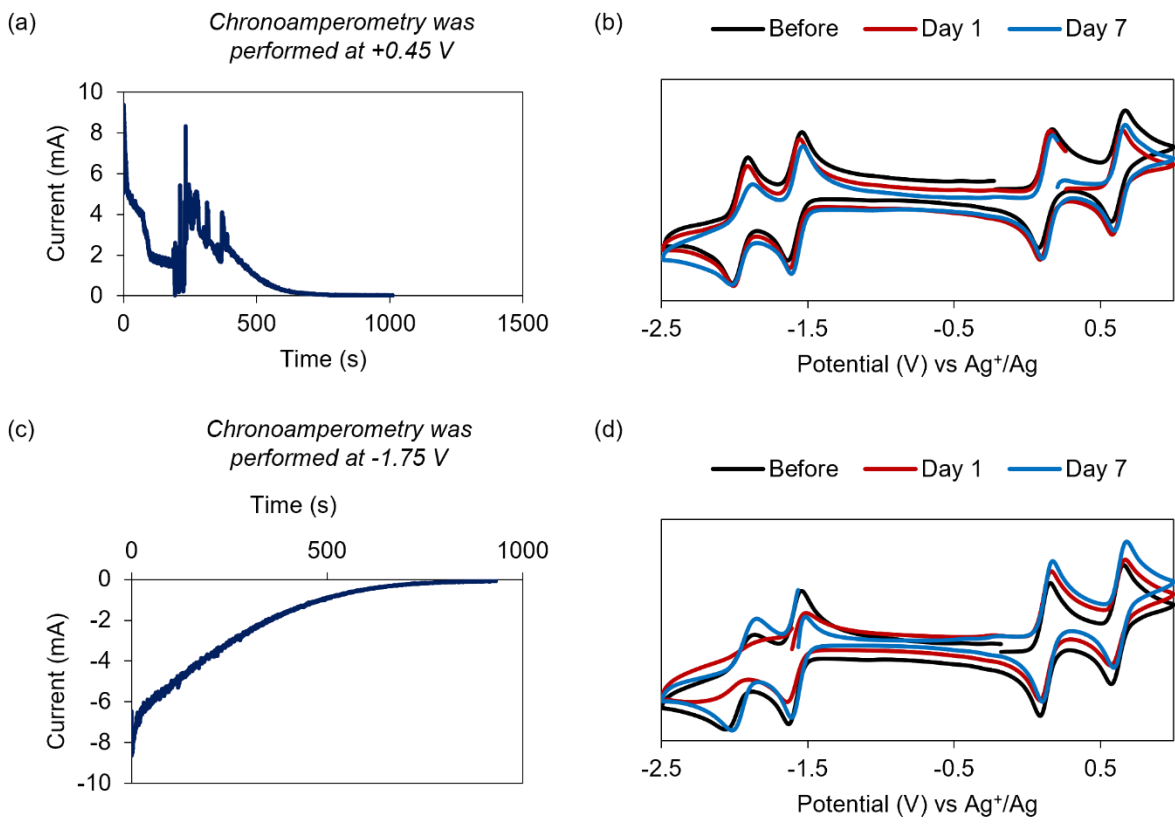 (a)
Chronoamperometry was
performed at +0.45 V
10
8
6
4
2
0
Current (mA)
0 500 1000 1500
Time (s)
(b)
Before Day 1 Day 7
-2.5 -1.5 -0.5 0.5
Potential (V) vs Ag⁺/Ag
(c)
Chronoamperometry was
performed at -1.75 V
Time (s)
0 500 1000
0
-2
-4
-6
-8
-10
Current (mA)
(d)
Before Day 1 Day 7
-2.5 -1.5 -0.5 0.5
Potential (V) vs Ag⁺/Ag